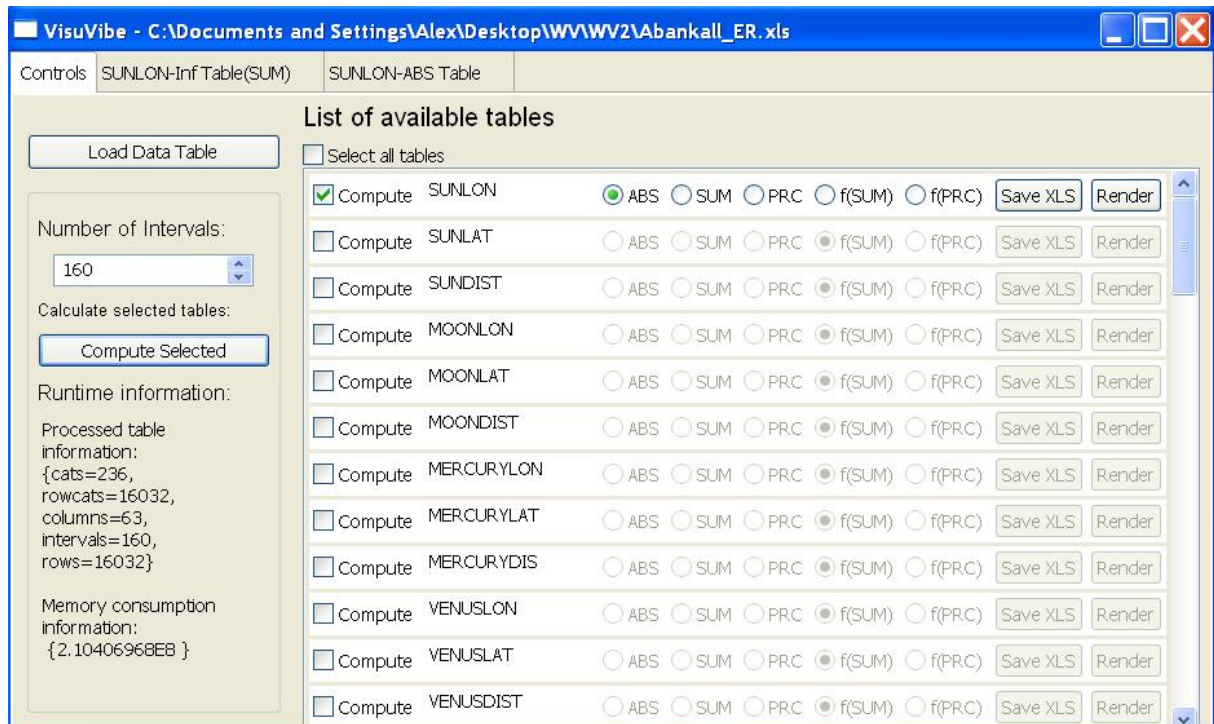 VisuVibe - C:\Documents and Settings\Alex\Desktop\WV\WV2\Abankall_ER.xls
Controls SUNLON-Inf Table(SUM) SUNLON-ABS Table
Load Data Table
Number of Intervals:
160
Calculate selected tables:
Compute Selected
Runtime information:
Processed table
information:
{cats=236,
rowcats=16032,
columns=63,
intervals=160,
rows=16032}
Memory consumption
information:
{2.10406968E8 }
List of available tables
Select all tables
Compute SUNLON ABS SUM PRC f(SUM) f(PRC) Save XLS Render
Compute SUNLAT ABS SUM PRC f(SUM) f(PRC) Save XLS Render
Compute SUNDIST ABS SUM PRC f(SUM) f(PRC) Save XLS Render
Compute MOONLON ABS SUM PRC f(SUM) f(PRC) Save XLS Render
Compute MOONLAT ABS SUM PRC f(SUM) f(PRC) Save XLS Render
Compute MOONDIST ABS SUM PRC f(SUM) f(PRC) Save XLS Render
Compute MERCURYLON ABS SUM PRC f(SUM) f(PRC) Save XLS Render
Compute MERCURYLAT ABS SUM PRC f(SUM) f(PRC) Save XLS Render
Compute MERCURYDIS ABS SUM PRC f(SUM) f(PRC) Save XLS Render
Compute VENUSLON ABS SUM PRC f(SUM) f(PRC) Save XLS Render
Compute VENUSLAT ABS SUM PRC f(SUM) f(PRC) Save XLS Render
Compute VENUSDIST ABS SUM PRC f(SUM) f(PRC) Save XLS Render